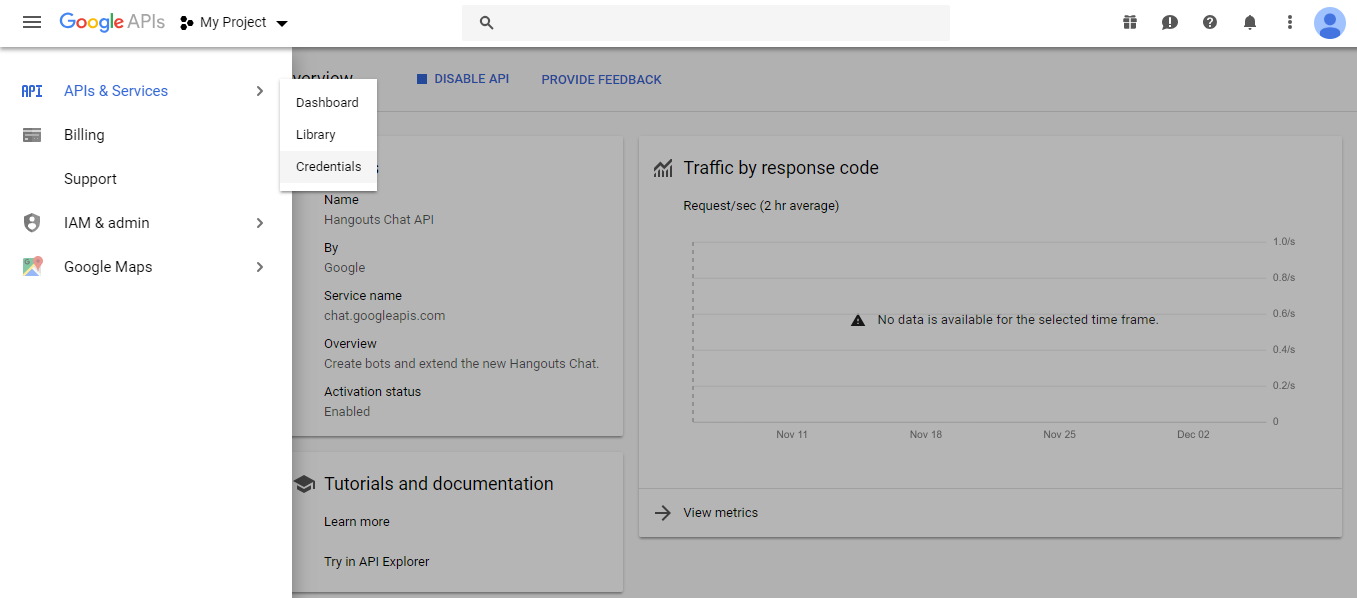 Google APIs My Project
API APIs & Services
Billing
Support
IAM & admin
Google Maps
Dashboard
Library
Credentials
DISABLE API PROVIDE FEEDBACK
Name
Hangouts Chat API
By
Google
Service name
chat.googleapis.com
Overview
Create bots and extend the new Hangouts Chat.
Activation status
Enabled
Tutorials and documentation
Learn more
Try in API Explorer
Traffic by response code
Request/sec (2 hr average)
1.0/s
0.8/s
No data is available for the selected time frame.
0.6/s
0.4/s
0.2/s
0
Nov 11 Nov 18 Nov 25 Dec 02
View metrics